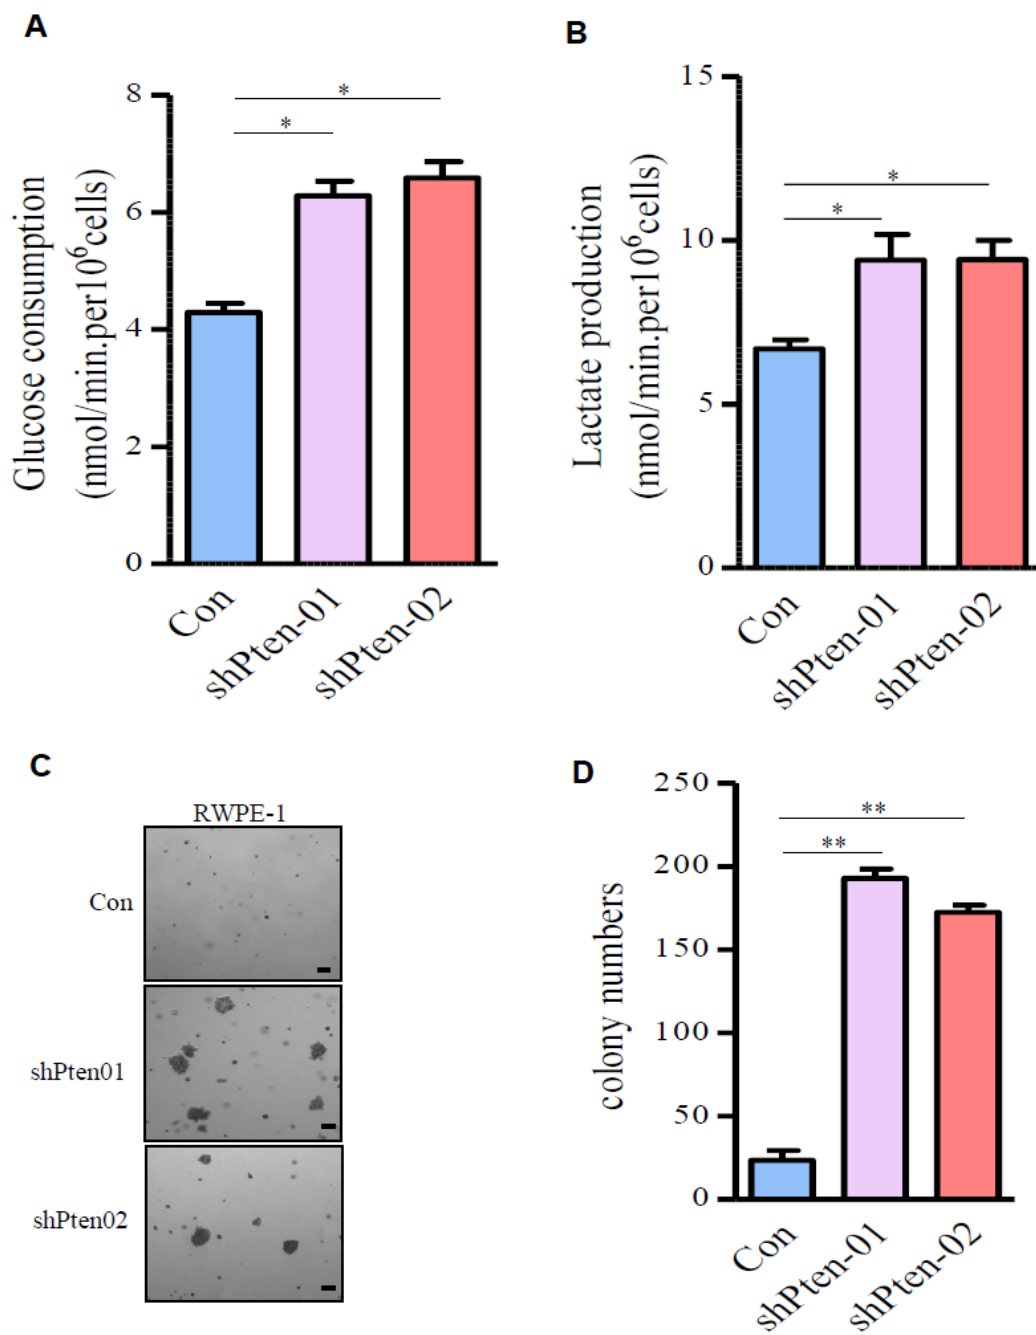 A
Glucose consumption
(nmol/min.per10⁶cells)
8
6
4
2
0
*
*
Con
shPten-01
shPten-02
B
Lactate production
(nmol/min.per10⁶cells)
15
10
5
0
*
*
Con
shPten-01
shPten-02
C
RWPE-1
Con
shPten01
shPten02
D
colony numbers
250
200
150
100
50
0
**
**
Con
shPten-01
shPten-02